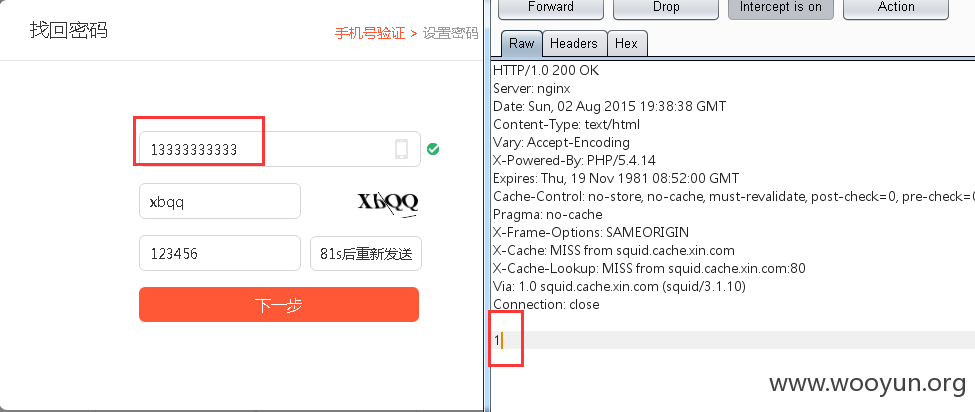 找回密码
手机号验证 > 设置密码
13333333333
xbqq
XbQQ
123456
81s后重新发送
下一步
Forward
Drop
Intercept is on
Action
Raw
Headers
Hex
HTTP/1.0 200 OK
Server: nginx
Date: Sun, 02 Aug 2015 19:38:38 GMT
Content-Type: text/html
Vary: Accept-Encoding
X-Powered-By: PHP/5.4.14
Expires: Thu, 19 Nov 1981 08:52:00 GMT
Cache-Control: no-store, no-cache, must-revalidate, post-check=0, pre-check=0
Pragma: no-cache
X-Frame-Options: SAMEORIGIN
X-Cache: MISS from squid.cache.xin.com
X-Cache-Lookup: MISS from squid.cache.xin.com:80
Via: 1.0 squid.cache.xin.com (squid/3.1.10)
Connection: close
1
www.wooyun.org